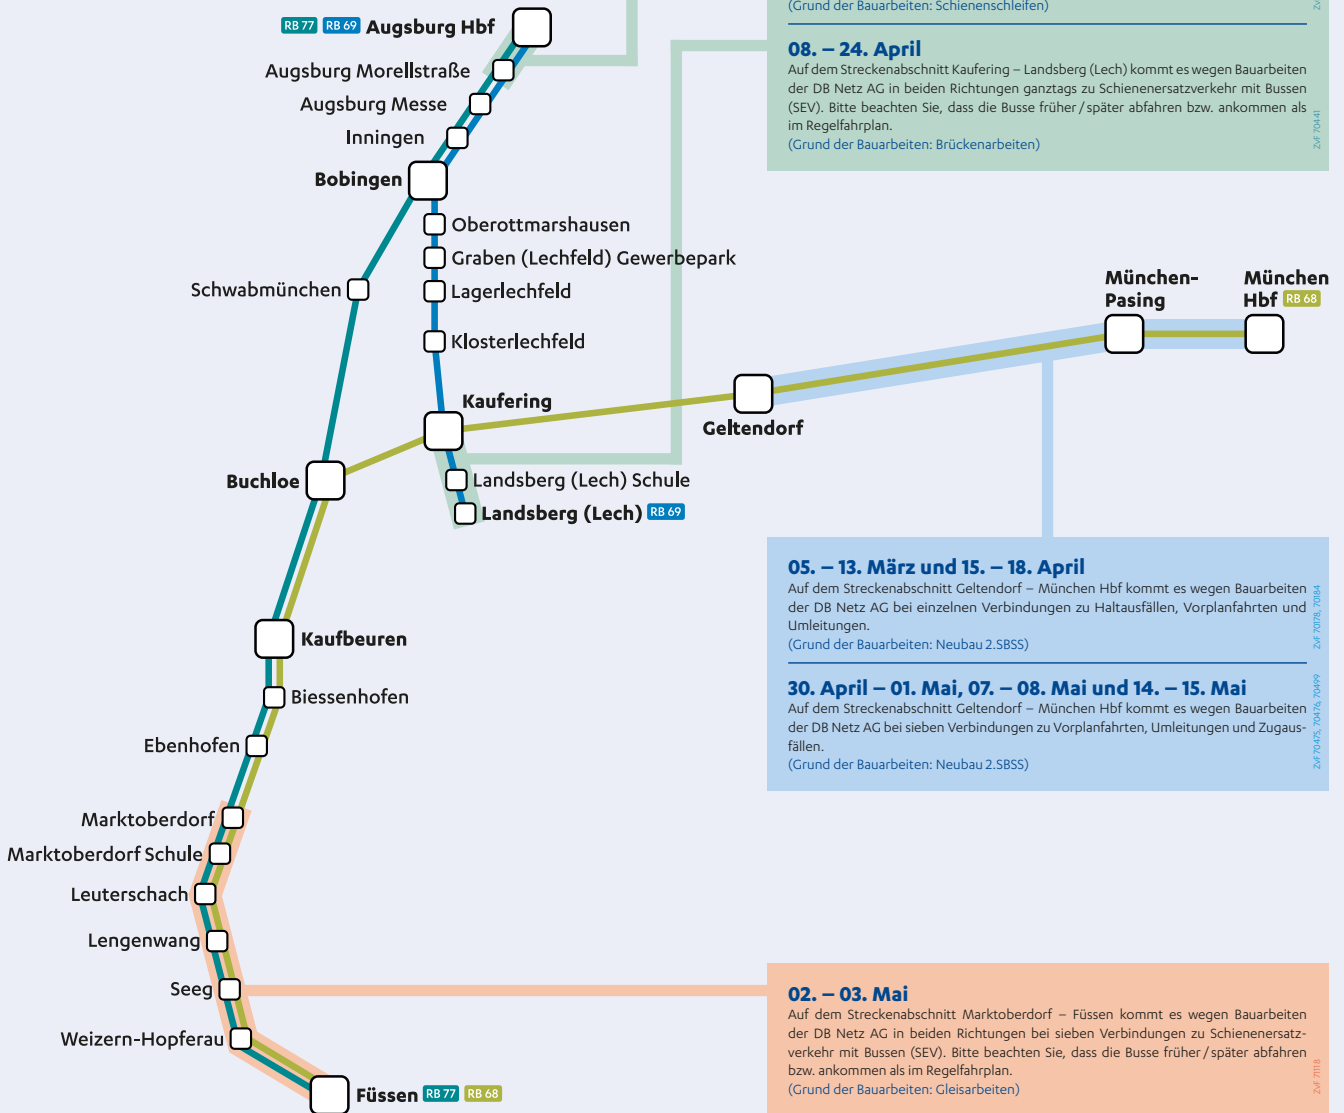 (Grund der Bauarbeiten: Schienenschleifen)
RB 77 RB 69 Augsburg Hbf
Augsburg Morellstraße
Augsburg Messe
Inningen
Bobingen
Oberottmarshausen
Graben (Lechfeld) Gewerbepark
Schwabmünchen
Lagerlechfeld
Klosterlechfeld
Kaufering
Buchloe
Landsberg (Lech) Schule
Landsberg (Lech) RB 69
Geltendorf
München-
Pasing
München
Hbf RB 68
Kaufbeuren
Biessenhofen
Ebenhofen
Marktoberdorf
Marktoberdorf Schule
Leuterschach
Lengenwang
Seeg
Weizern-Hopferau
Füssen RB 77 RB 68
08. – 24. April
Auf dem Streckenabschnitt Kaufering – Landsberg (Lech) kommt es wegen Bauarbeiten
der DB Netz AG in beiden Richtungen ganztags zu Schienenersatzverkehr mit Bussen
(SEV). Bitte beachten Sie, dass die Busse früher / später abfahren bzw. ankommen als
im Regelfahrplan.
(Grund der Bauarbeiten: Brückenarbeiten)
ZvF 70441
05. – 13. März und 15. – 18. April
Auf dem Streckenabschnitt Geltendorf – München Hbf kommt es wegen Bauarbeiten
der DB Netz AG bei einzelnen Verbindungen zu Haltausfällen, Vorplanfahrten und
Umleitungen.
(Grund der Bauarbeiten: Neubau 2.SBSS)
ZvF 70178, 70184
30. April – 01. Mai, 07. – 08. Mai und 14. – 15. Mai
Auf dem Streckenabschnitt Geltendorf – München Hbf kommt es wegen Bauarbeiten
der DB Netz AG bei sieben Verbindungen zu Vorplanfahrten, Umleitungen und Zugaus-
fällen.
(Grund der Bauarbeiten: Neubau 2.SBSS)
ZvF 70475, 70476, 70499
02. – 03. Mai
Auf dem Streckenabschnitt Marktoberdorf – Füssen kommt es wegen Bauarbeiten
der DB Netz AG in beiden Richtungen bei sieben Verbindungen zu Schienenersatz-
verkehr mit Bussen (SEV). Bitte beachten Sie, dass die Busse früher / später abfahren
bzw. ankommen als im Regelfahrplan.
(Grund der Bauarbeiten: Gleisarbeiten)
ZvF 71118